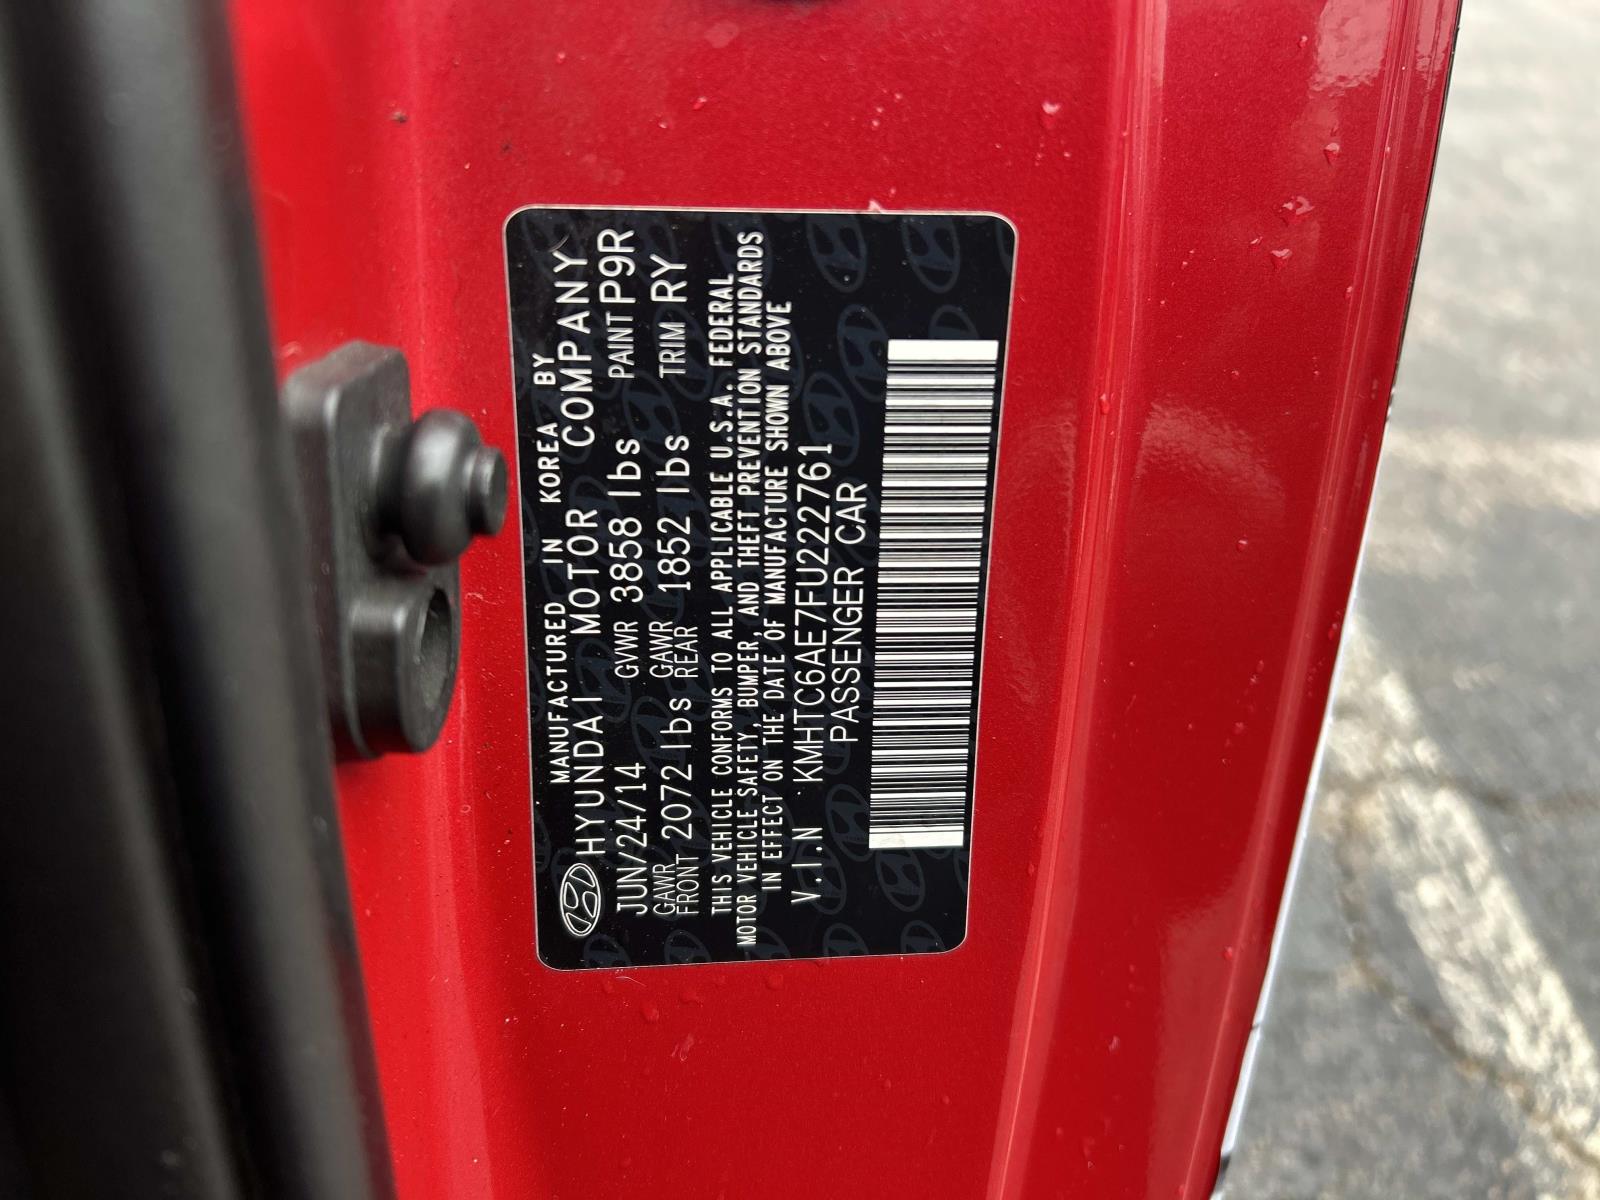 MANUFACTURED IN KOREA BY
HYUNDAI MOTOR COMPANY
JUN/24/14 GVWR 3858 lbs PAINT P9R
GAWR FRONT 2072 lbs GAWR REAR 1852 lbs TRIM RY
THIS VEHICLE CONFORMS TO ALL APPLICABLE U.S.A. FEDERAL
MOTOR VEHICLE SAFETY, BUMPER, AND THEFT PREVENTION STANDARDS
IN EFFECT ON THE DATE OF MANUFACTURE SHOWN ABOVE
V.I.N KMHTC6AE7FU222761
PASSENGER CAR